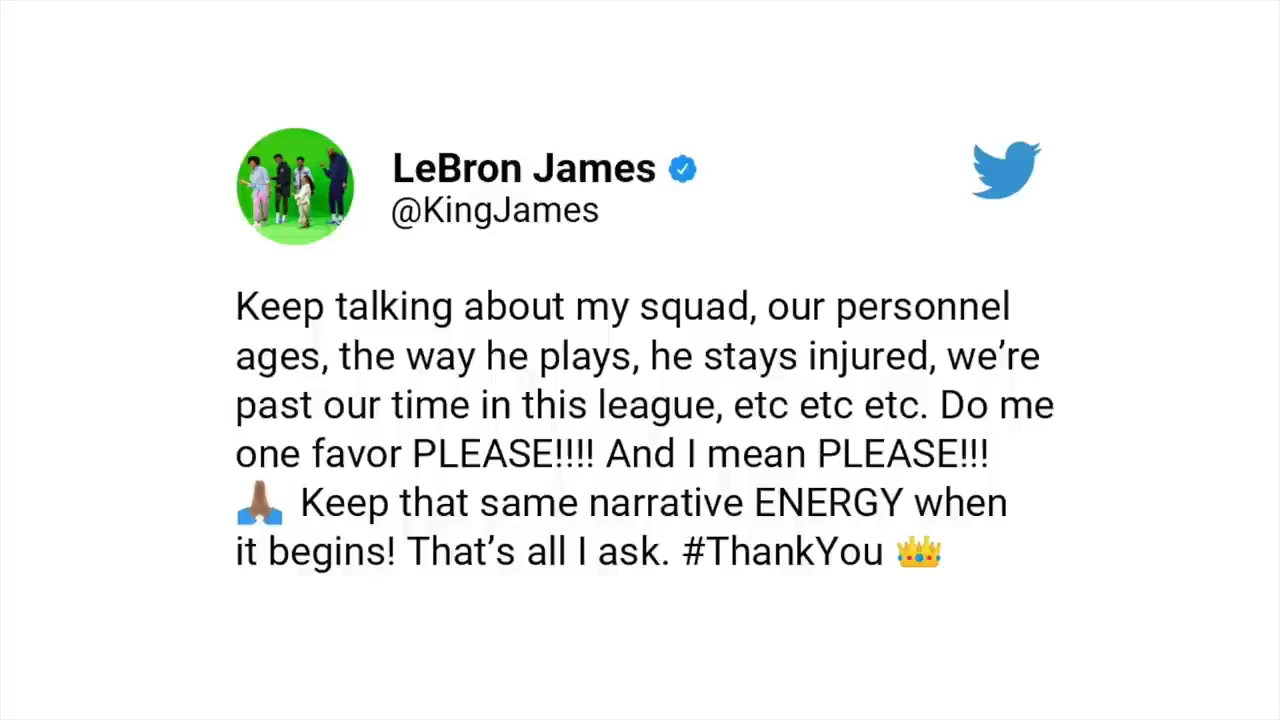 LeBron James
@KingJames
Keep talking about my squad, our personnel
ages, the way he plays, he stays injured, we’re
past our time in this league, etc etc etc. Do me
one favor PLEASE!!!! And I mean PLEASE!!!
🙏🏽 Keep that same narrative ENERGY when
it begins! That’s all I ask. #ThankYou 👑